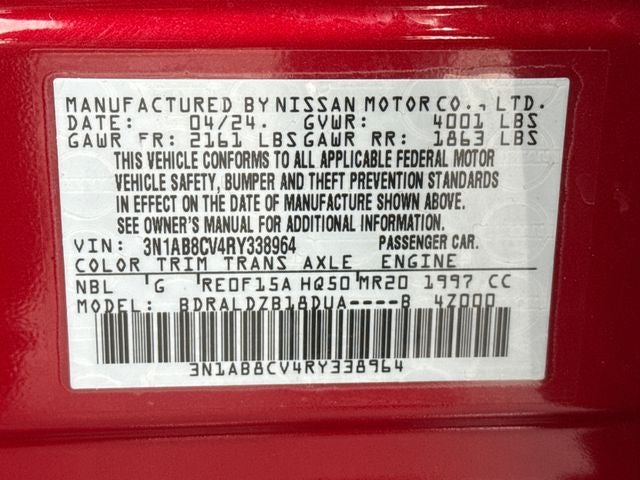 MANUFACTURED BY NISSAN MOTOR CO., LTD.
DATE: 04/24. GVWR: 4001 LBS
GAWR FR: 2161 LBS GAWR RR: 1863 LBS
THIS VEHICLE CONFORMS TO ALL APPLICABLE FEDERAL MOTOR
VEHICLE SAFETY, BUMPER AND THEFT PREVENTION STANDARDS
IN EFFECT ON THE DATE OF MANUFACTURE SHOWN ABOVE.
SEE OWNER'S MANUAL FOR ADDITIONAL INFORMATION.
VIN: 3N1AB8CV4RY338964 PASSENGER CAR.
COLOR TRIM TRANS AXLE ENGINE
NBL G RE0F15A HQ50 MR20 1997 CC
MODEL: BDRALDZB18DUA----B 4Z000
3N1AB8CV4RY338964